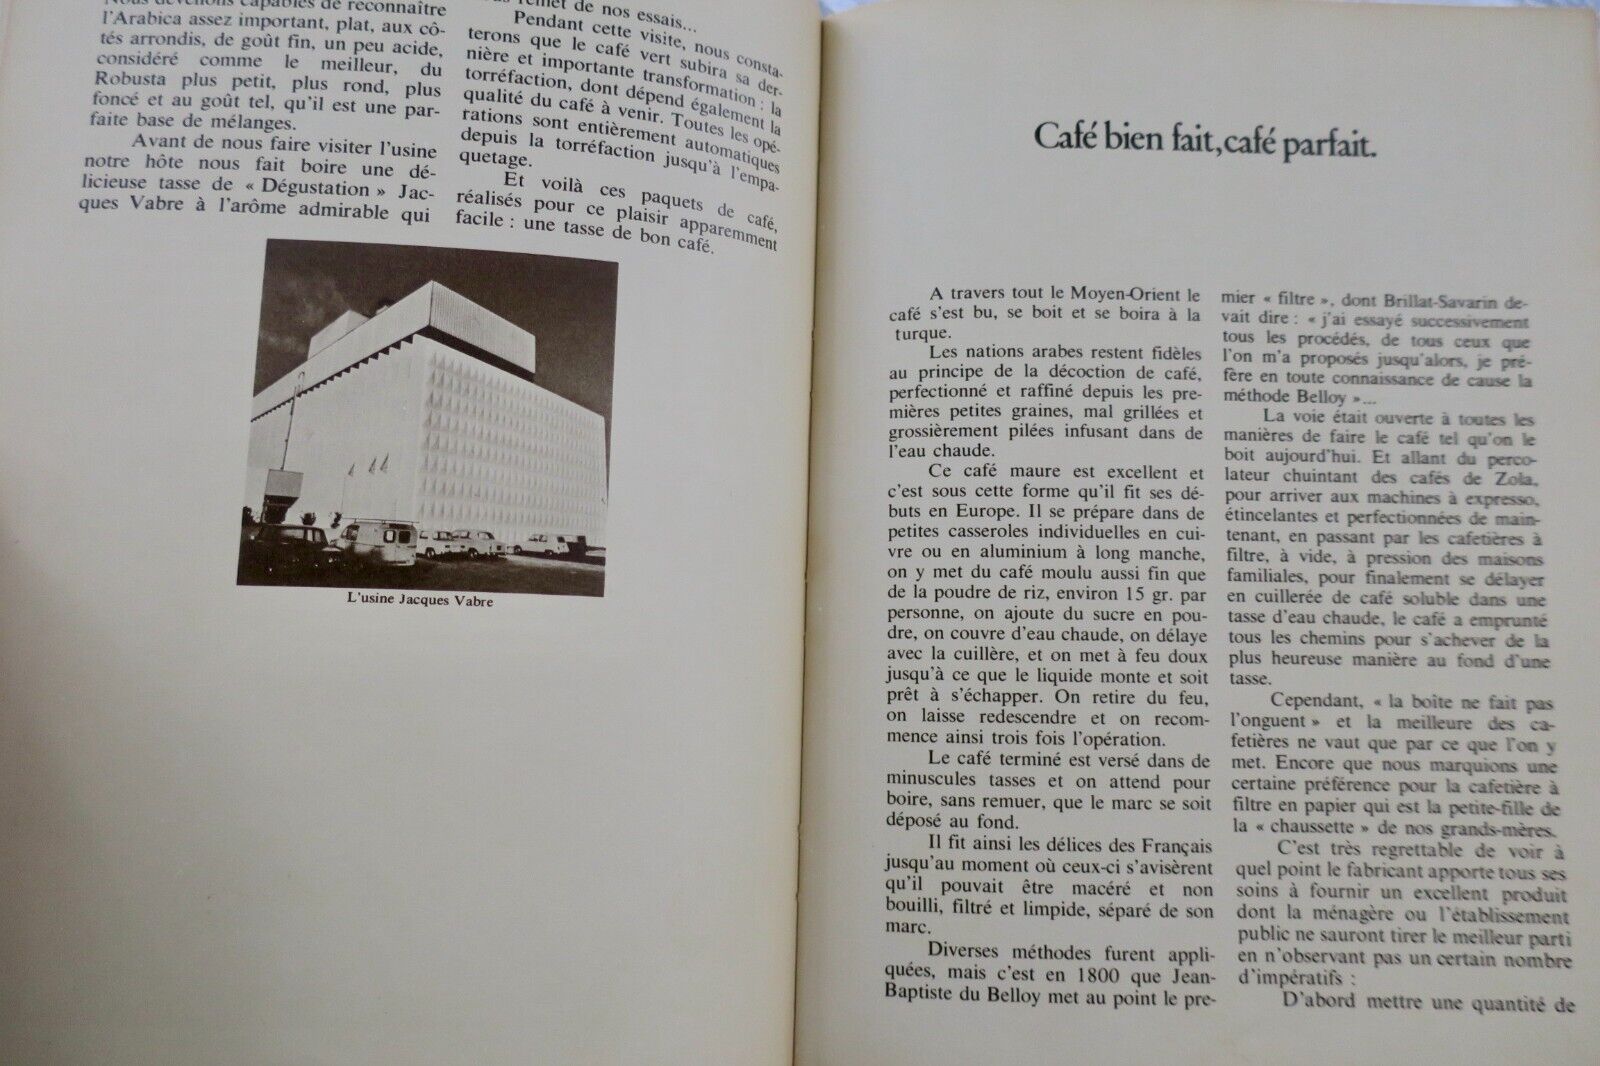 Nous devenons capables de reconnaître
l'Arabica assez important, plat, aux cô-
tés arrondis, de goût fin, un peu acide,
considéré comme le meilleur, du
Robusta plus petit, plus rond, plus
foncé et au goût tel, qu'il est une par-
faite base de mélanges.
Avant de nous faire visiter l'usine
notre hôte nous fait boire une dé-
licieuse tasse de « Dégustation » Jac-
ques Vabre à l'arôme admirable qui
de nos essais...
Pendant cette visite, nous consta-
terons que le café vert subira sa der-
nière et importante transformation : la
torréfaction, dont dépend également la
qualité du café à venir. Toutes les opé-
rations sont entièrement automatiques
depuis la torréfaction jusqu'à l'empa-
quetage.
Et voilà ces paquets de café,
réalisés pour ce plaisir apparemment
facile : une tasse de bon café.
L'usine Jacques Vabre
Café bien fait, café parfait.
A travers tout le Moyen-Orient le
café s'est bu, se boit et se boira à la
turque.
Les nations arabes restent fidèles
au principe de la décoction de café,
perfectionné et raffiné depuis les pre-
mières petites graines, mal grillées et
grossièrement pilées infusant dans de
l'eau chaude.
Ce café maure est excellent et
c'est sous cette forme qu'il fit ses dé-
buts en Europe. Il se prépare dans de
petites casseroles individuelles en cui-
vre ou en aluminium à long manche,
on y met du café moulu aussi fin que
de la poudre de riz, environ 15 gr. par
personne, on ajoute du sucre en pou-
dre, on couvre d'eau chaude, on délaye
avec la cuillère, et on met à feu doux
jusqu'à ce que le liquide monte et soit
prêt à s'échapper. On retire du feu,
on laisse redescendre et on recom-
mence ainsi trois fois l'opération.
Le café terminé est versé dans de
minuscules tasses et on attend pour
boire, sans remuer, que le marc se soit
déposé au fond.
Il fit ainsi les délices des Français
jusqu'au moment où ceux-ci s'avisèrent
qu'il pouvait être macéré et non
bouilli, filtré et limpide, séparé de son
marc.
Diverses méthodes furent appli-
quées, mais c'est en 1800 que Jean-
Baptiste du Belloy met au point le pre-
mier « filtre », dont Brillat-Savarin de-
vait dire : « j'ai essayé successivement
tous les procédés, de tous ceux que
l'on m'a proposés jusqu'alors, je pré-
fère en toute connaissance de cause la
méthode Belloy »...
La voie était ouverte à toutes les
manières de faire le café tel qu'on le
boit aujourd'hui. Et allant du perco-
lateur chuintant des cafés de Zola,
pour arriver aux machines à expresso,
étincelantes et perfectionnées de main-
tenant, en passant par les cafetières à
filtre, à vide, à pression des maisons
familiales, pour finalement se délayer
en cuillerée de café soluble dans une
tasse d'eau chaude, le café a emprunté
tous les chemins pour s'achever de la
plus heureuse manière au fond d'une
tasse.
Cependant, « la boîte ne fait pas
l'onguent » et la meilleure des ca-
fetières ne vaut que par ce que l'on y
met. Encore que nous marquions une
certaine préférence pour la cafetière à
filtre en papier qui est la petite-fille de
la « chaussette » de nos grands-mères.
C'est très regrettable de voir à
quel point le fabricant apporte tous ses
soins à fournir un excellent produit
dont la ménagère ou l'établissement
public ne sauront tirer le meilleur parti
en n'observant pas un certain nombre
d'impératifs :
D'abord mettre une quantité de